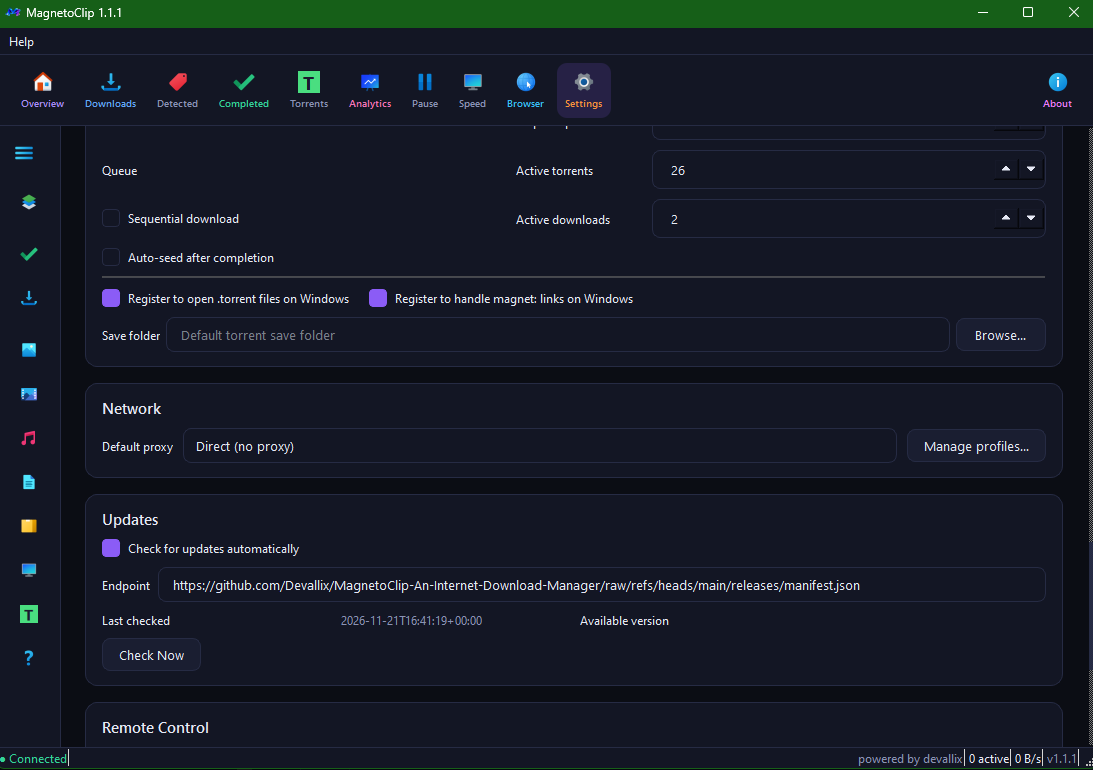 MagnetoClip 1.1.1
Help
Overview
Downloads
Detected
Completed
Torrents
Analytics
Pause
Speed
Browser
Settings
About
Queue
Active torrents
26
Sequential download
Active downloads
2
Auto-seed after completion
Register to open .torrent files on Windows
Register to handle magnet: links on Windows
Save folder
Default torrent save folder
Browse...
Network
Default proxy
Direct (no proxy)
Manage profiles...
Updates
Check for updates automatically
Endpoint
https://github.com/Devallix/MagnetoClip-An-Internet-Download-Manager/raw/refs/heads/main/releases/manifest.json
Last checked
2026-11-21T16:41:19+00:00
Available version
Check Now
Remote Control
Connected
powered by devallix
0 active
0 B/s
v1.1.1